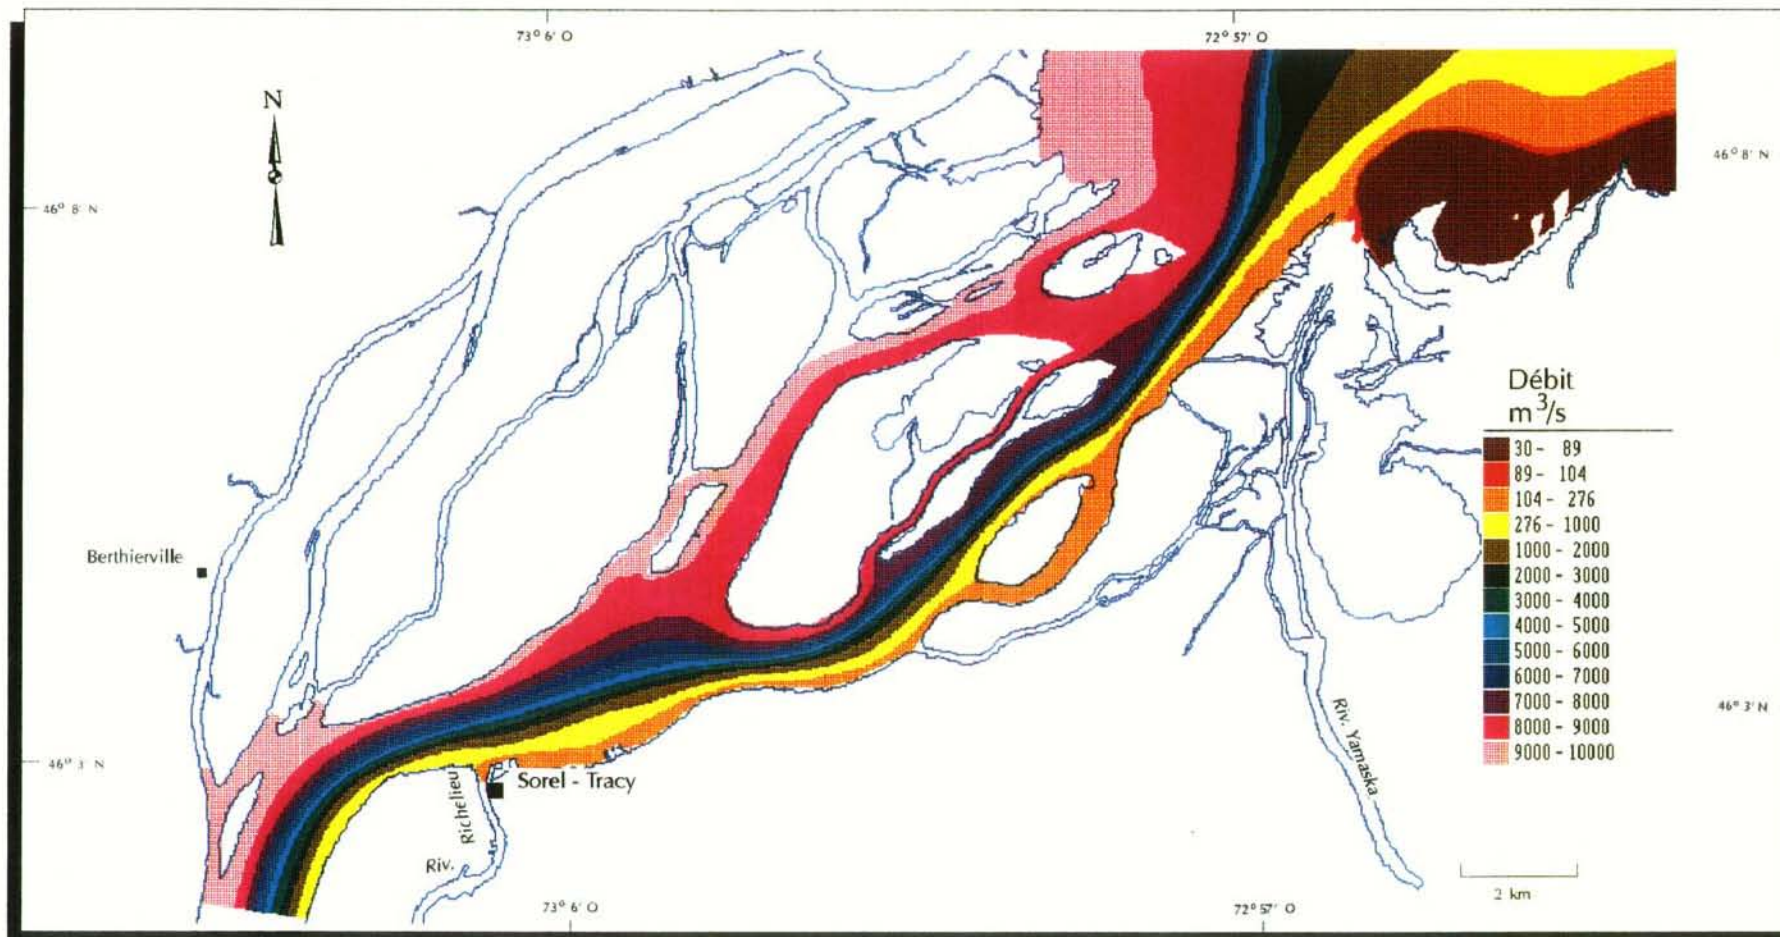 73° 6' O
72° 57' O
N
46° 8' N
46° 8' N
Débit
m³/s
30 - 89
89 - 104
104 - 276
276 - 1000
1000 - 2000
2000 - 3000
3000 - 4000
4000 - 5000
5000 - 6000
6000 - 7000
7000 - 8000
8000 - 9000
9000 - 10000
Berthierville
46° 3' N
46° 3' N
Sorel - Tracy
Riv. Richelieu
Riv. Yamaska
2 km
73° 6' O
72° 57' O